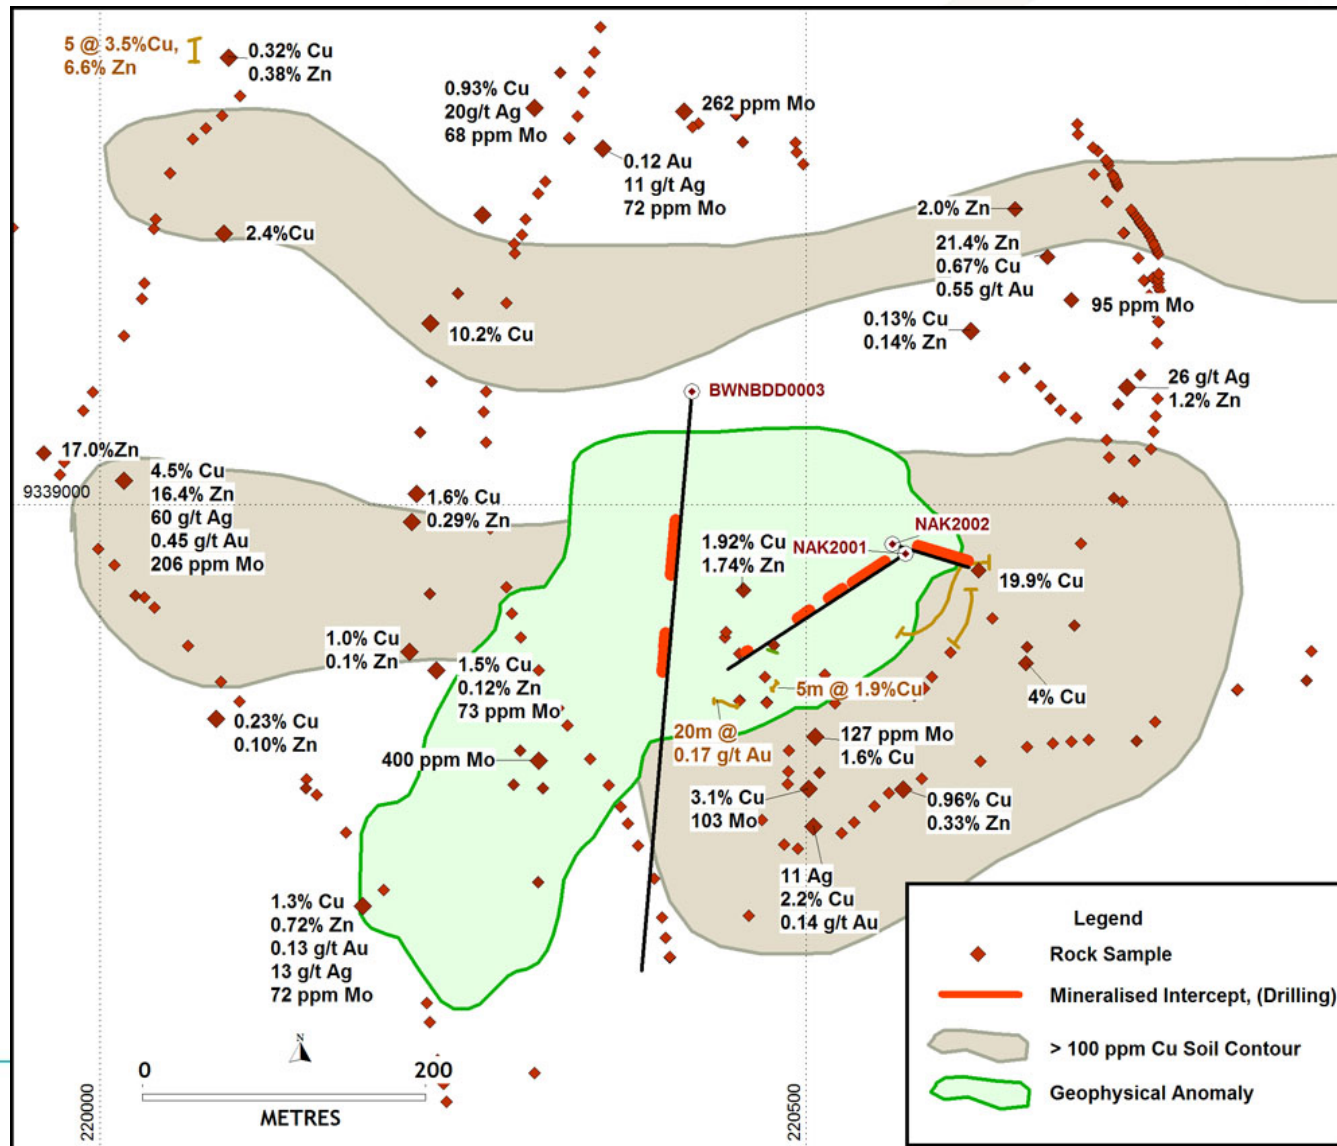 5 @ 3.5%Cu,
6.6% Zn
0.32% Cu
0.38% Zn
0.93% Cu
20g/t Ag
68 ppm Mo
262 ppm Mo
0.12 Au
11 g/t Ag
72 ppm Mo
2.4%Cu
2.0% Zn
21.4% Zn
0.67% Cu
0.55 g/t Au
95 ppm Mo
0.13% Cu
0.14% Zn
10.2% Cu
26 g/t Ag
1.2% Zn
BWNBDD0003
17.0%Zn
4.5% Cu
16.4% Zn
60 g/t Ag
0.45 g/t Au
206 ppm Mo
9339000
1.6% Cu
0.29% Zn
NAK2002
NAK2001
1.92% Cu
1.74% Zn
19.9% Cu
1.0% Cu
0.1% Zn
1.5% Cu
0.12% Zn
73 ppm Mo
5m @ 1.9%Cu
4% Cu
0.23% Cu
0.10% Zn
20m @
0.17 g/t Au
127 ppm Mo
1.6% Cu
400 ppm Mo
3.1% Cu
103 Mo
0.96% Cu
0.33% Zn
11 Ag
2.2% Cu
0.14 g/t Au
1.3% Cu
0.72% Zn
0.13 g/t Au
13 g/t Ag
72 ppm Mo
N
0 200
METRES
220000
220500
Legend
Rock Sample
Mineralised Intercept, (Drilling)
> 100 ppm Cu Soil Contour
Geophysical Anomaly